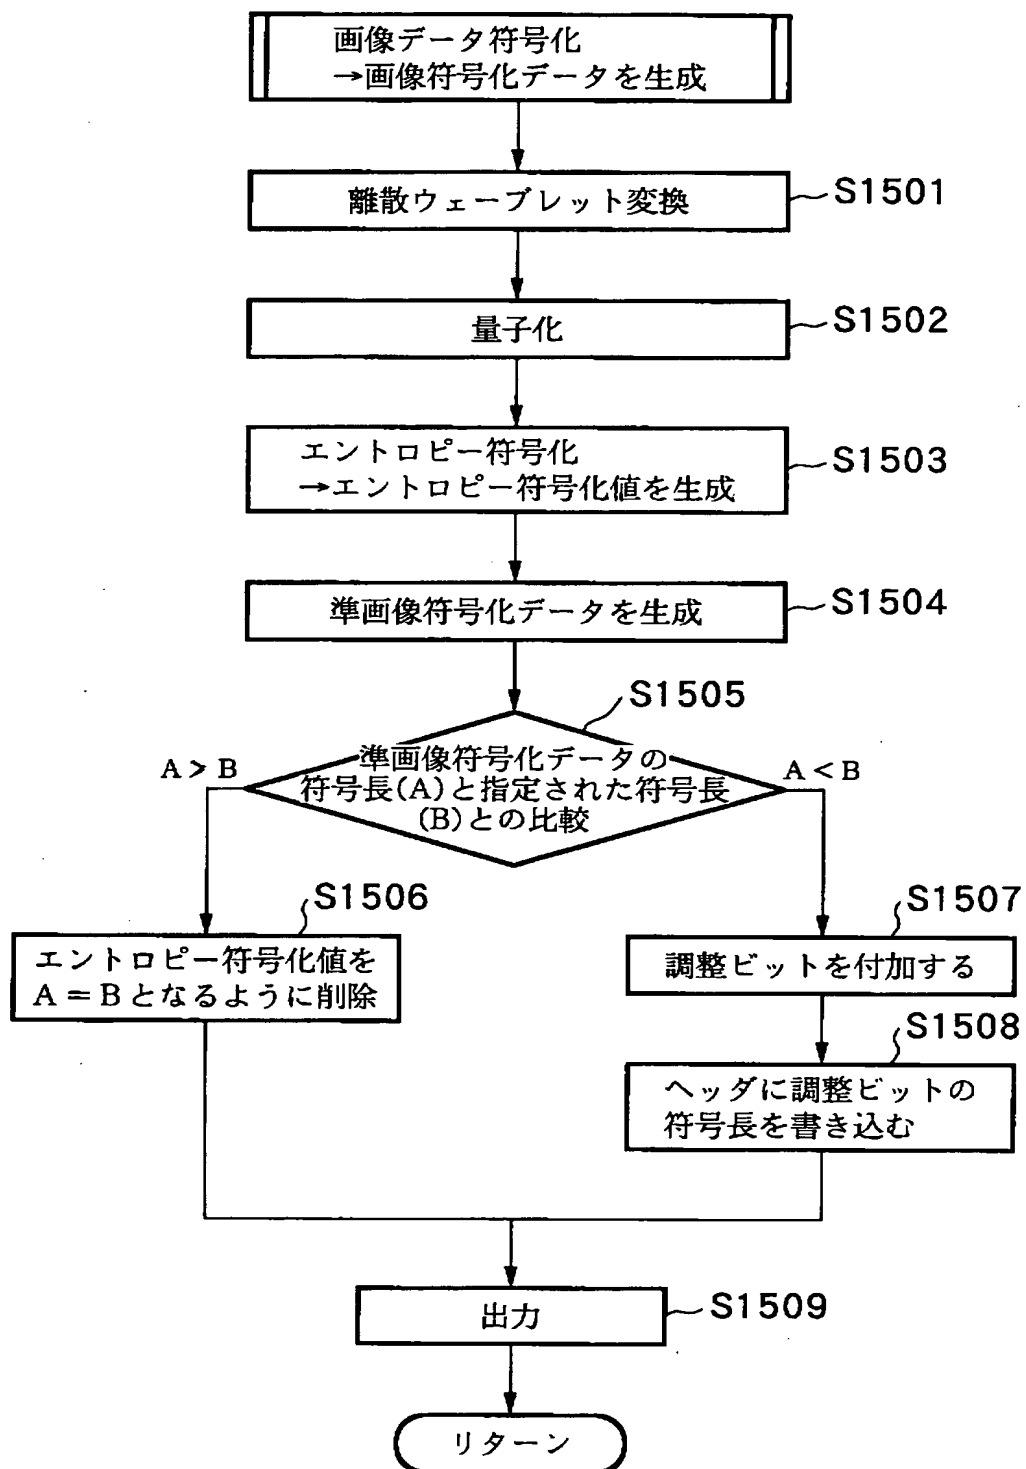 画像データ符号化
→画像符号化データを生成
離散ウェーブレット変換
S1501
量子化
S1502
エントロピー符号化
→エントロピー符号化値を生成
S1503
準画像符号化データを生成
S1504
S1505
準画像符号化データの
符号長(A)と指定された符号長
(B)との比較
A > B
A < B
S1506
エントロピー符号化値を
A = Bとなるように削除
S1507
調整ビットを付加する
S1508
ヘッダに調整ビットの
符号長を書き込む
出力
S1509
リターン